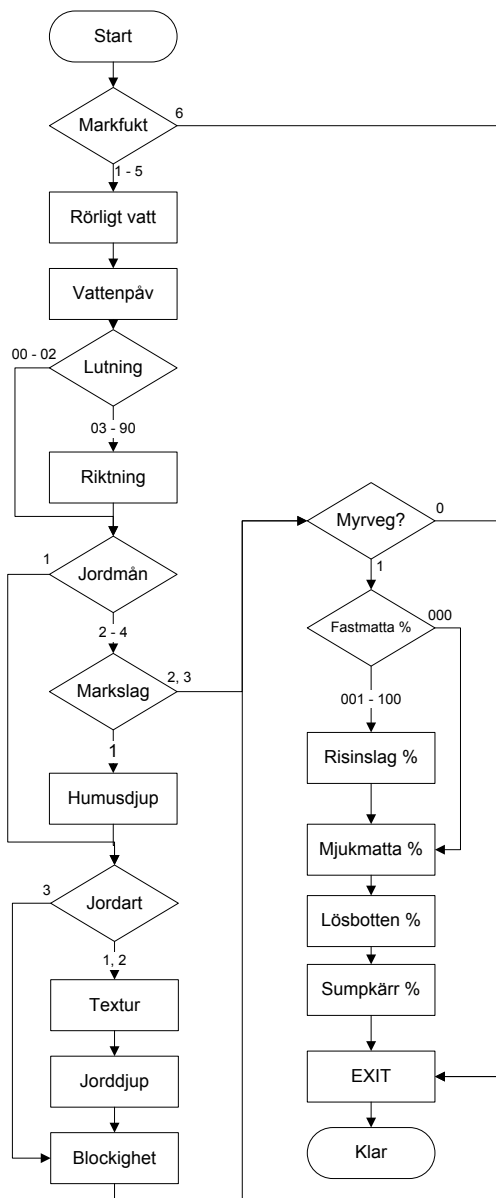 Start
Markfukt
6
1 - 5
Rörligt vatt
Vattenpåv
00 - 02
Lutning
03 - 90
Riktning
1
Jordmån
2 - 4
Markslag
2, 3
1
Humusdjup
3
Jordart
1, 2
Textur
Jorddjup
Blockighet
Myrveg?
0
1
Fastmatta %
000
001 - 100
Risinslag %
Mjukmatta %
Lösbotten %
Sumpkärr %
EXIT
Klar